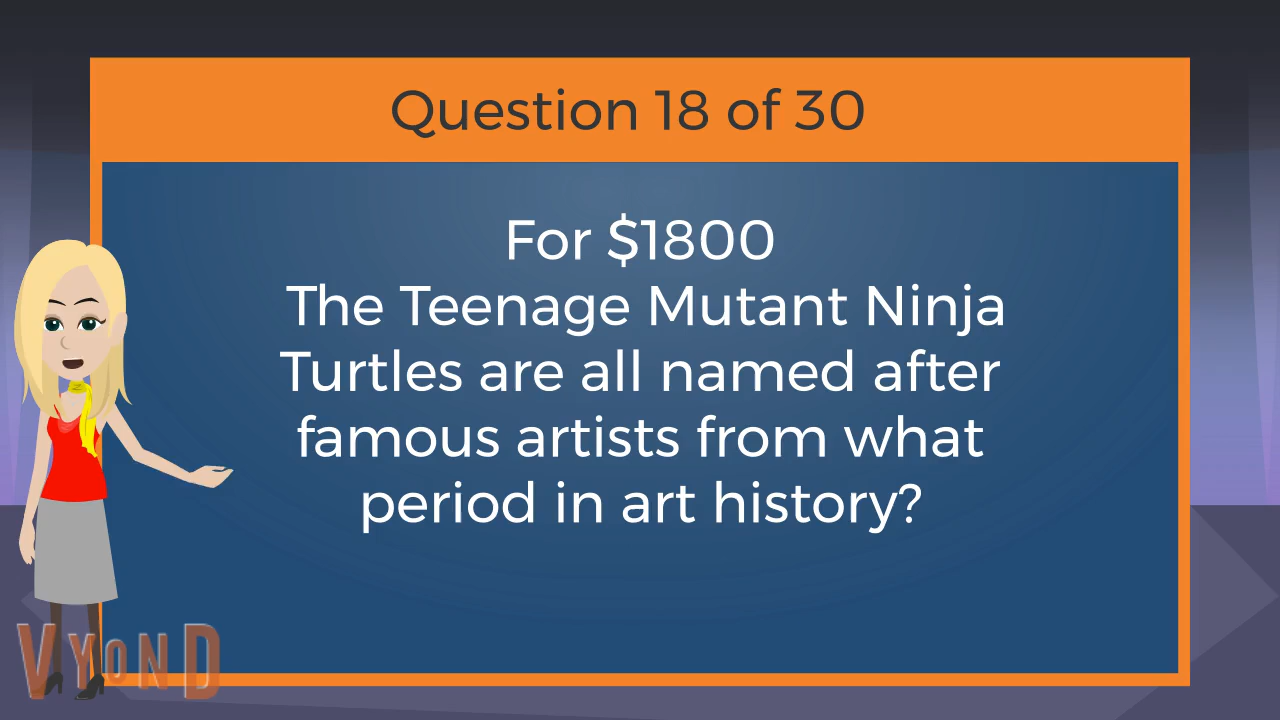 Question 18 of 30
For $1800
The Teenage Mutant Ninja
Turtles are all named after
famous artists from what
period in art history?
VYOND